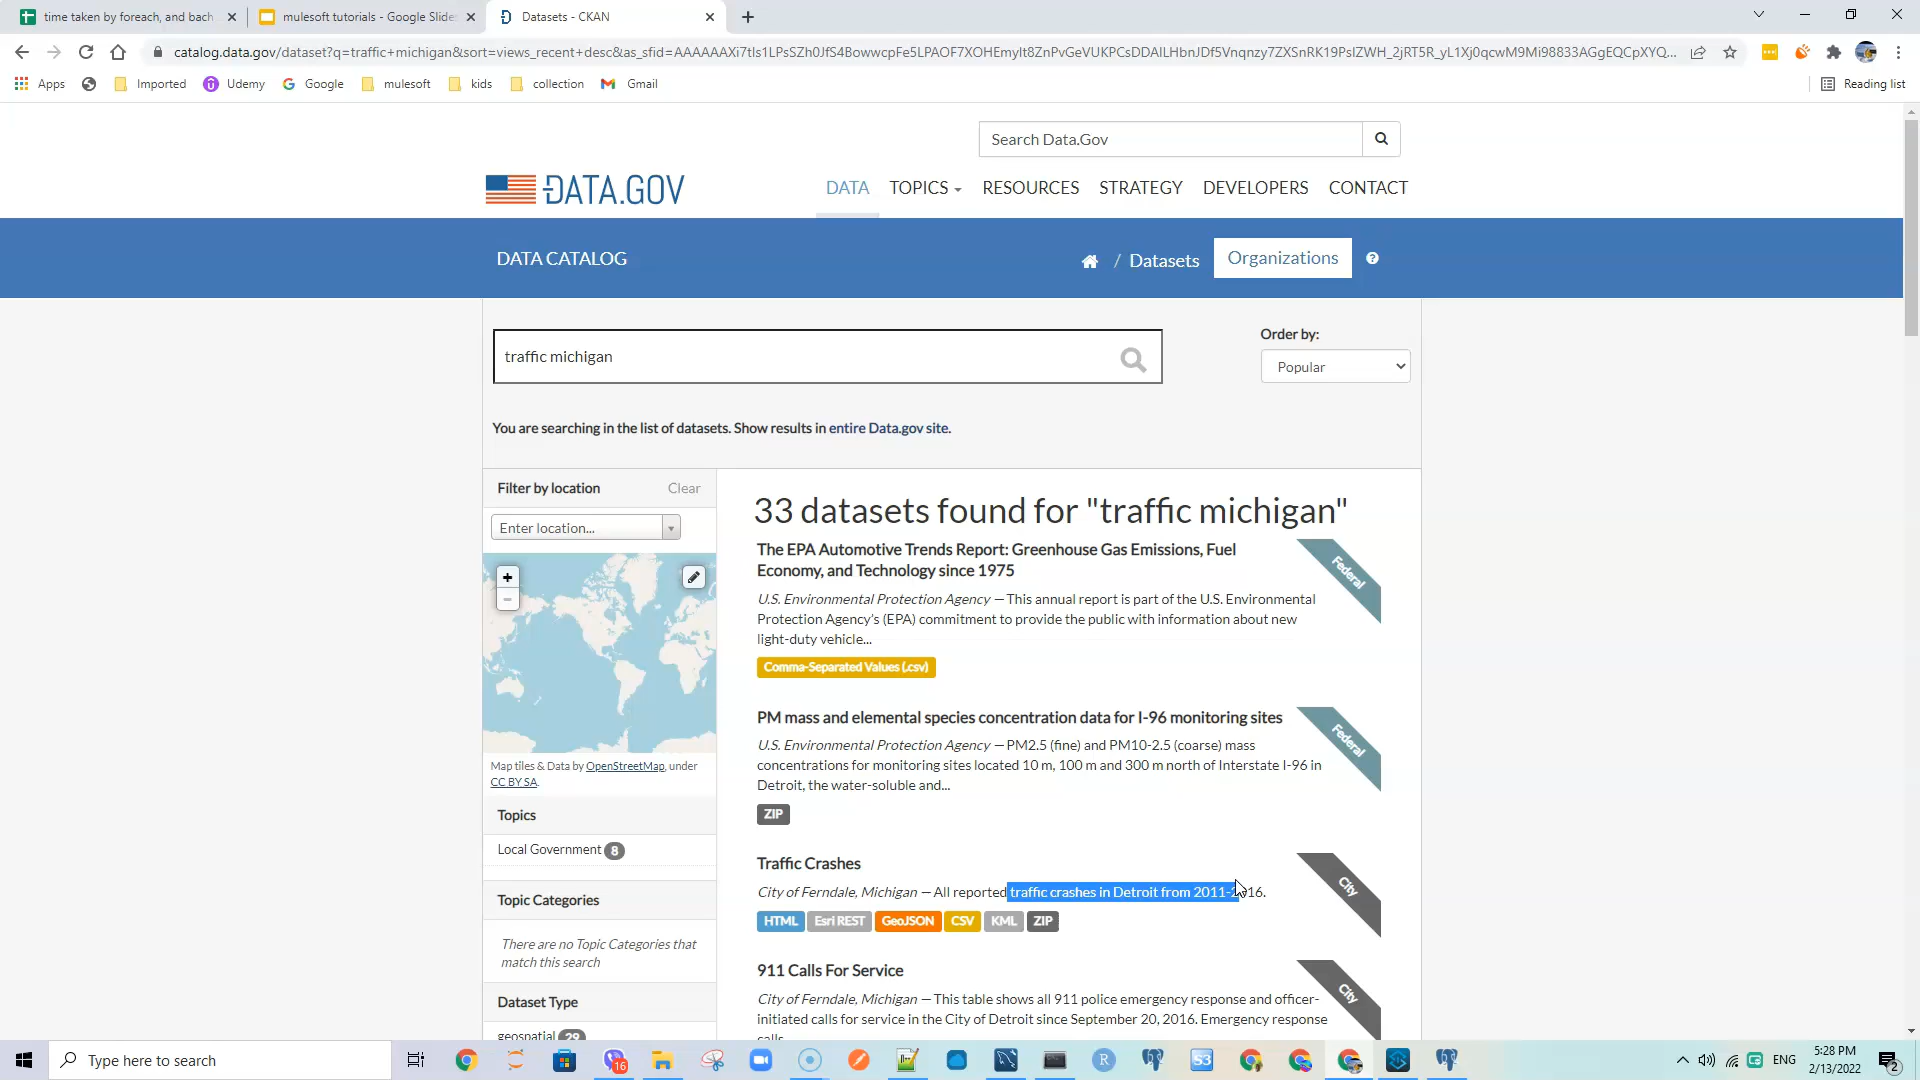 time taken by foreach, and bach
mulesoft tutorials - Google Slides
Datasets - CKAN
catalog.data.gov/dataset?q=traffic+michigan&sort=views_recent+desc&as_sfid=
Apps
Imported
Udemy
Google
mulesoft
kids
collection
Gmail
Reading list
Search Data.Gov
DATA.GOV
DATA TOPICS RESOURCES STRATEGY DEVELOPERS CONTACT
DATA CATALOG
/ Datasets
Organizations
?
traffic michigan
Order by:
Popular
You are searching in the list of datasets. Show results in entire Data.gov site.
Filter by location Clear
Enter location...
+
-
Map tiles & Data by OpenStreetMap, under
CC BY SA.
Topics
Local Government 8
Topic Categories
There are no Topic Categories that
match this search
Dataset Type
geospatial 29
33 datasets found for "traffic michigan"
The EPA Automotive Trends Report: Greenhouse Gas Emissions, Fuel
Economy, and Technology since 1975
U.S. Environmental Protection Agency — This annual report is part of the U.S. Environmental
Protection Agency's (EPA) commitment to provide the public with information about new
light-duty vehicle...
Comma-Separated Values (.csv)
Federal
PM mass and elemental species concentration data for I-96 monitoring sites
U.S. Environmental Protection Agency — PM2.5 (fine) and PM10-2.5 (coarse) mass
concentrations for monitoring sites located 10 m, 100 m and 300 m north of Interstate I-96 in
Detroit, the water-soluble and...
ZIP
Federal
Traffic Crashes
City of Ferndale, Michigan — All reported traffic crashes in Detroit from 2011-2016.
HTML Esri REST GeoJSON CSV KML ZIP
City
911 Calls For Service
City of Ferndale, Michigan — This table shows all 911 police emergency response and officer-
initiated calls for service in the City of Detroit since September 20, 2016. Emergency response
calls
City
Type here to search
16
R
S3
ENG
5:28 PM
2/13/2022
2